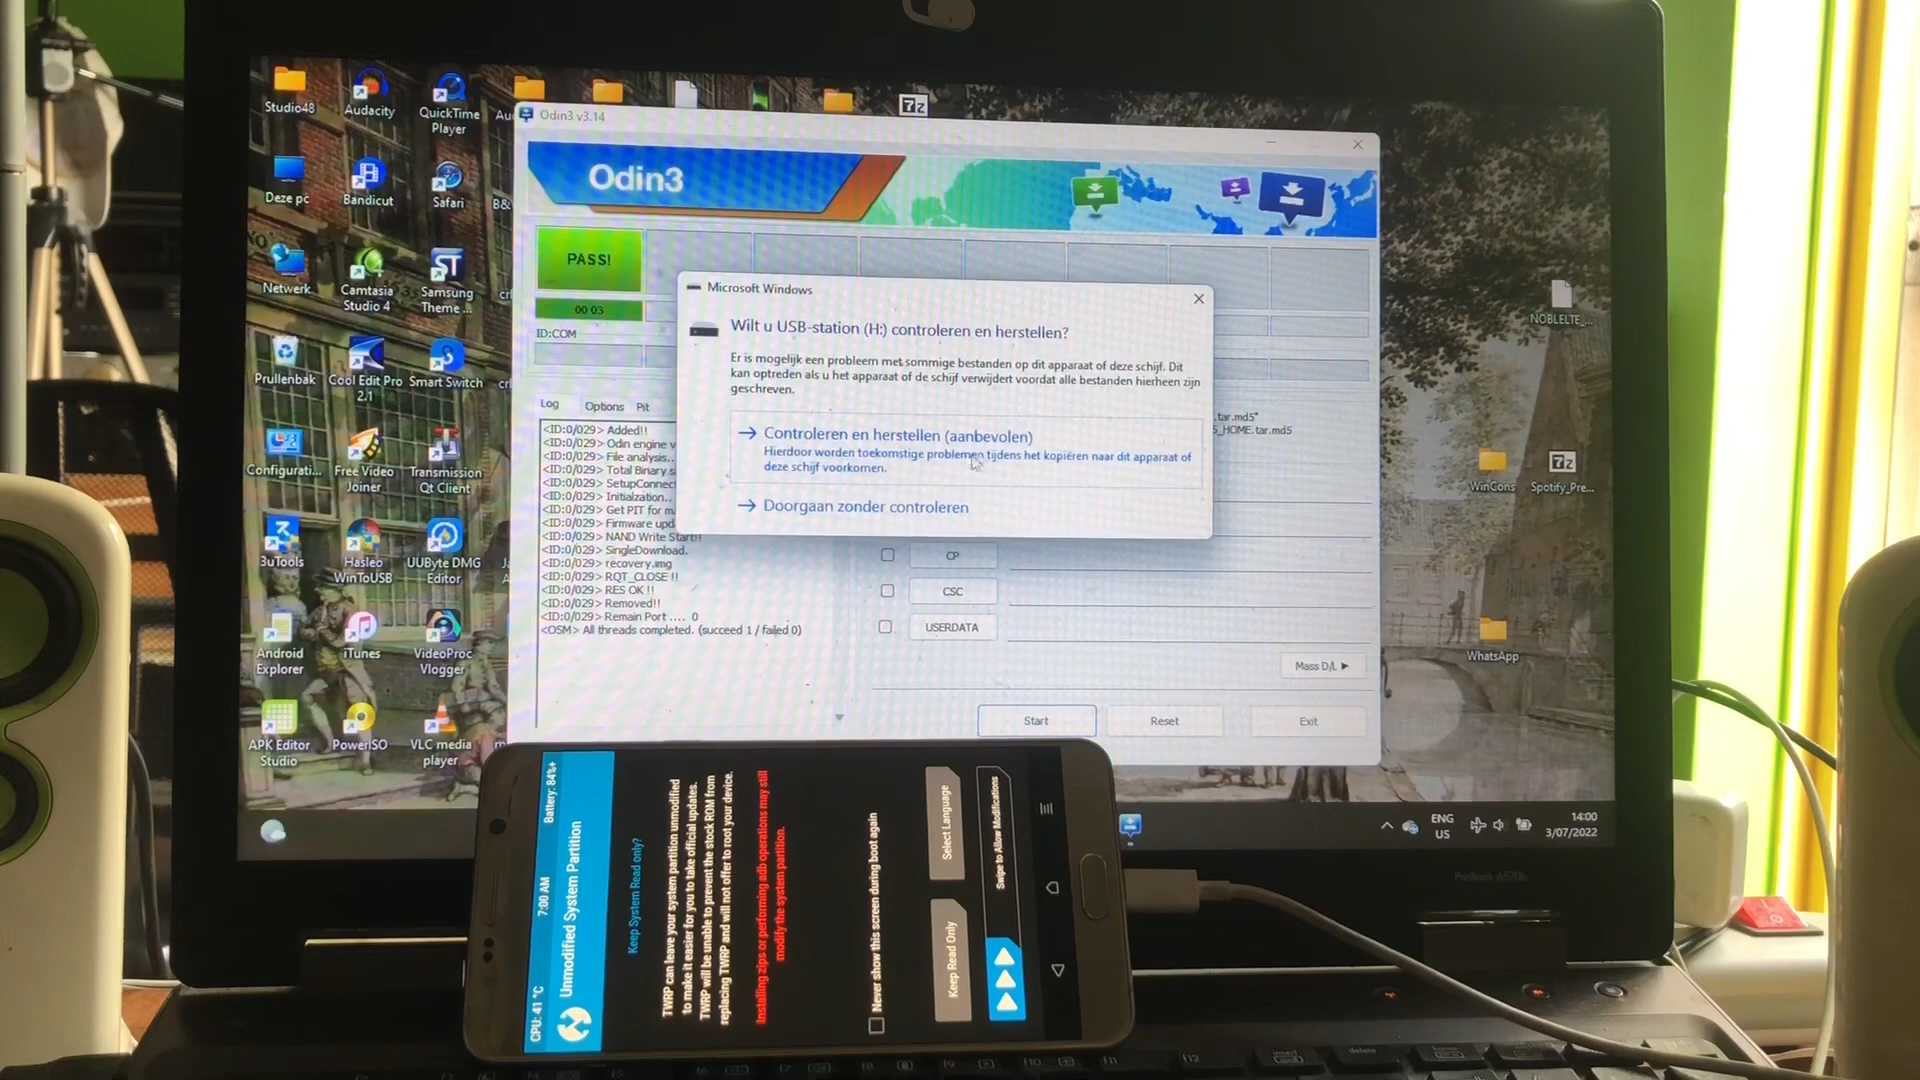 Studio48
Audacity
QuickTime
Player
Deze pc
Bandicut
Safari
Netwerk
Camtasia
Studio 4
Samsung
Theme ...
Prullenbak
Cool Edit Pro
2.1
Smart Switch
Configurati...
Free Video
Joiner
Transmission
Qt Client
3uTools
Hasleo
WinToUSB
UUByte DMG
Editor
Android
Explorer
iTunes
VideoProc
Vlogger
APK Editor
Studio
PowerISO
VLC media
player
7z
Odin3 v3.14
Odin3
PASS!
00:03
ID:COM
Log
Options
Pit
<ID:0/029> Added!!
<ID:0/029> Odin engine v
<ID:0/029> File analysis..
<ID:0/029> Total Binary s
<ID:0/029> SetupConnect
<ID:0/029> Initialzation..
<ID:0/029> Get PIT for m
<ID:0/029> Firmware upd
<ID:0/029> NAND Write Start!!
<ID:0/029> SingleDownload.
<ID:0/029> recovery.img
<ID:0/029> RQT_CLOSE !!
<ID:0/029> RES OK !!
<ID:0/029> Removed!!
<ID:0/029> Remain Port .... 0
<OSM> All threads completed. (succeed 1 / failed 0)
Microsoft Windows
Wilt u USB-station (H:) controleren en herstellen?
Er is mogelijk een probleem met sommige bestanden op dit apparaat of deze schijf. Dit
kan optreden als u het apparaat of de schijf verwijdert voordat alle bestanden hierheen zijn
geschreven.
Controleren en herstellen (aanbevolen)
Hierdoor worden toekomstige problemen tijdens het kopiëren naar dit apparaat of
deze schijf voorkomen.
Doorgaan zonder controleren
.tar.md5"
5_HOME.tar.md5
CP
CSC
USERDATA
Mass D/L
Start
Reset
Exit
NOBLELTE_...
WinCons
7z
Spotify_Pre...
WhatsApp
ENG
US
14:00
3/07/2022
ProBook 6570b
CPU: 41 °C
7:00 AM
Battery: 84%+
Unmodified System Partition
Keep System Read only?
TWRP can leave your system partition unmodified
to make it easier for you to take official updates.
TWRP will be unable to prevent the stock ROM from
replacing TWRP and will not offer to root your device.
Installing zips or performing adb operations may still
modify the system partition.
Never show this screen during boot again
Keep Read Only
Select Language
Swipe to Allow Modifications
delete
f11
f12